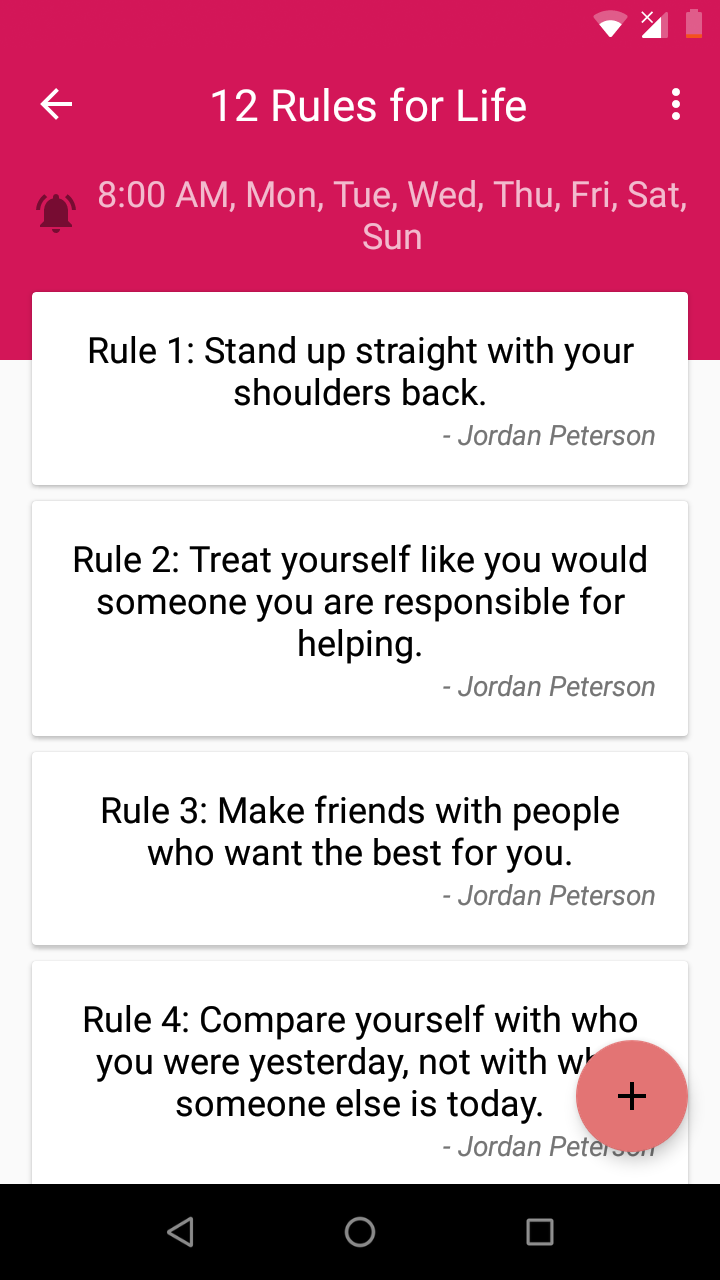 12 Rules for Life
8:00 AM, Mon, Tue, Wed, Thu, Fri, Sat,
Sun
Rule 1: Stand up straight with your
shoulders back.
- Jordan Peterson
Rule 2: Treat yourself like you would
someone you are responsible for
helping.
- Jordan Peterson
Rule 3: Make friends with people
who want the best for you.
- Jordan Peterson
Rule 4: Compare yourself with who
you were yesterday, not with who
someone else is today.
- Jordan Peterson